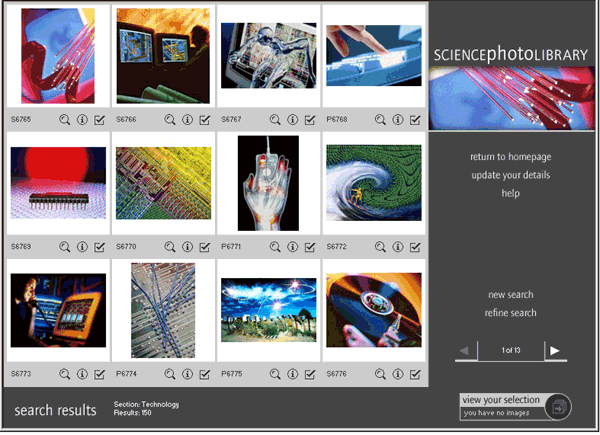 S6765
S6766
S6767
P6768
SCIENCEphotoLIBRARY
S6769
S6770
P6771
S6772
return to homepage
update your details
help
S6773
P6774
P6775
S6776
new search
refine search
1 of 13
search results
Section: Technology
Results: 150
view your selection
you have no images